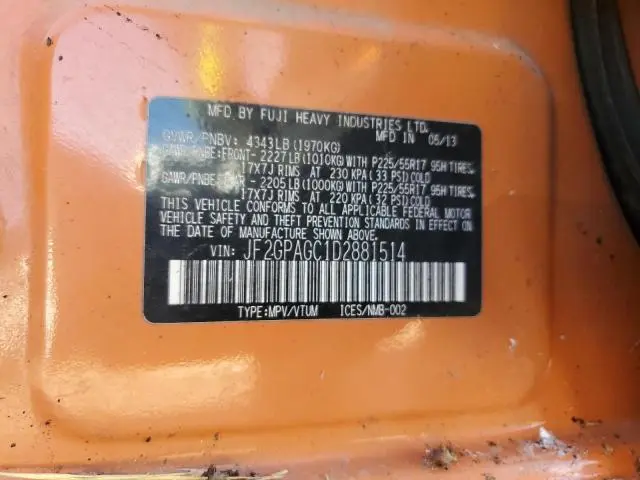 MFD BY FUJI HEAVY INDUSTRIES LTD.
GVWR/PNBV: 4343LB(1970KG) MFD IN 05/13
GAWR/PNBE:FRONT- 2227LB(1010KG)WITH P225/55R17 95H TIRES,
17X7J RIMS AT 230 KPA(33 PSI)COLD
GAWR/PNBE: - 2205LB(1000KG)WITH P225/55R17 95H TIRES,
17X7J RIMS AT 220 KPA(32 PSI)COLD
THIS VEHICLE CONFORMS TO ALL APPLICABLE FEDERAL MOTOR
VEHICLE SAFETY AND THEFT PREVENTION STANDARDS IN EFFECT ON
THE DATE OF MANUFACTURE SHOWN ABOVE.
VIN: JF2GPAGC1D2881514
TYPE:MPV/VTUM ICES/NMB-002